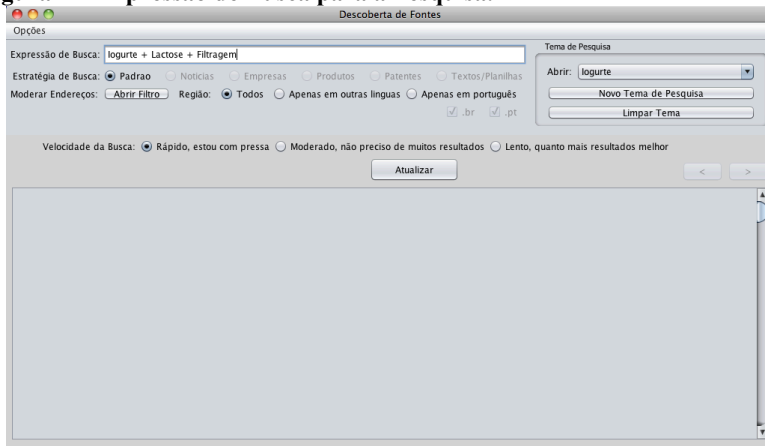 Descoberta de Fontes
Opções
Expressão de Busca: Iogurte + Lactose + Filtragem
Estratégia de Busca: Padrao Noticias Empresas Produtos Patentes Textos/Planilhas
Moderar Endereços: Abrir Filtro Região: Todos Apenas em outras linguas Apenas em português
.br .pt
Tema de Pesquisa
Abrir: Iogurte
Novo Tema de Pesquisa
Limpar Tema
Velocidade da Busca: Rápido, estou com pressa Moderado, não preciso de muitos resultados Lento, quanto mais resultados melhor
Atualizar
< >